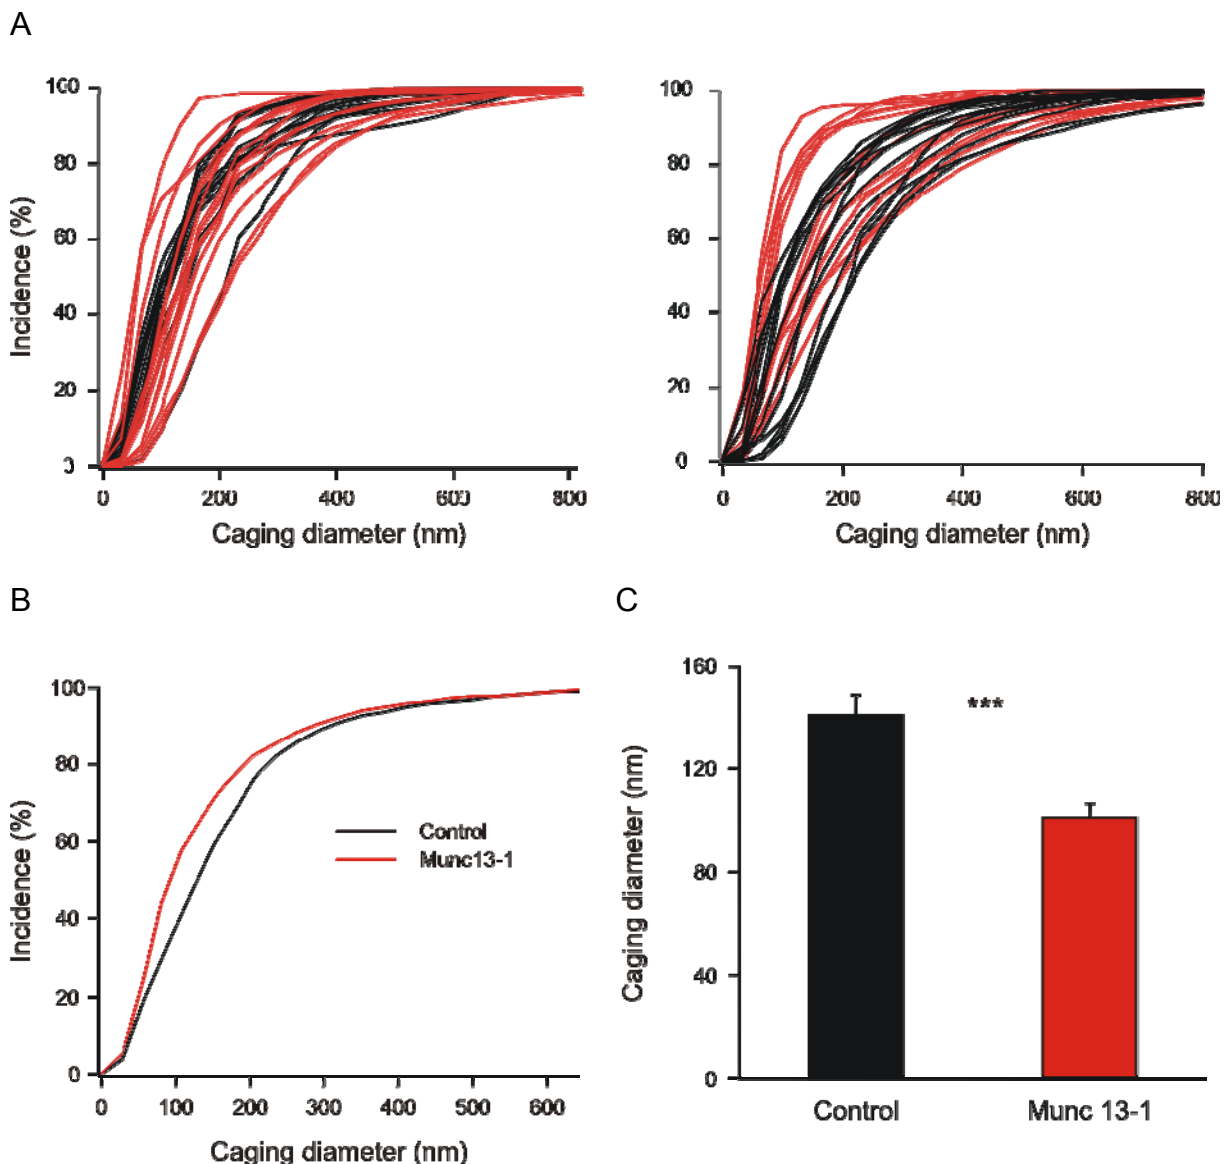 A
100
80
60
40
20
0
Incidence (%)
0 200 400 600 800
Caging diameter (nm)
100
80
60
40
20
0
0 200 400 600 800
Caging diameter (nm)
B
100
80
60
40
20
0
Incidence (%)
Control
Munc13-1
0 100 200 300 400 500 600
Caging diameter (nm)
C
160
120
80
40
0
Caging diameter (nm)
***
Control Munc 13-1